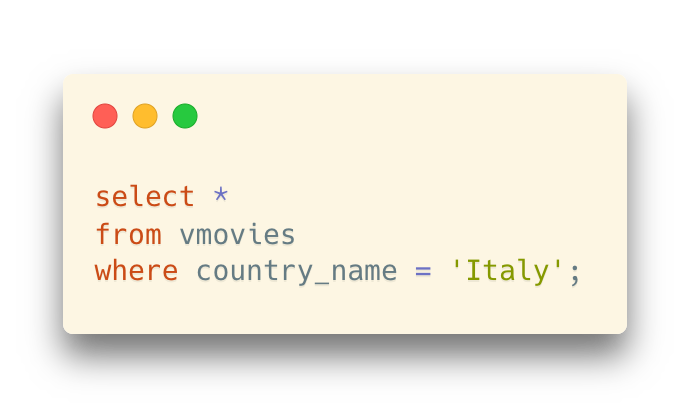 select *
from vmovies
where country_name = 'Italy';